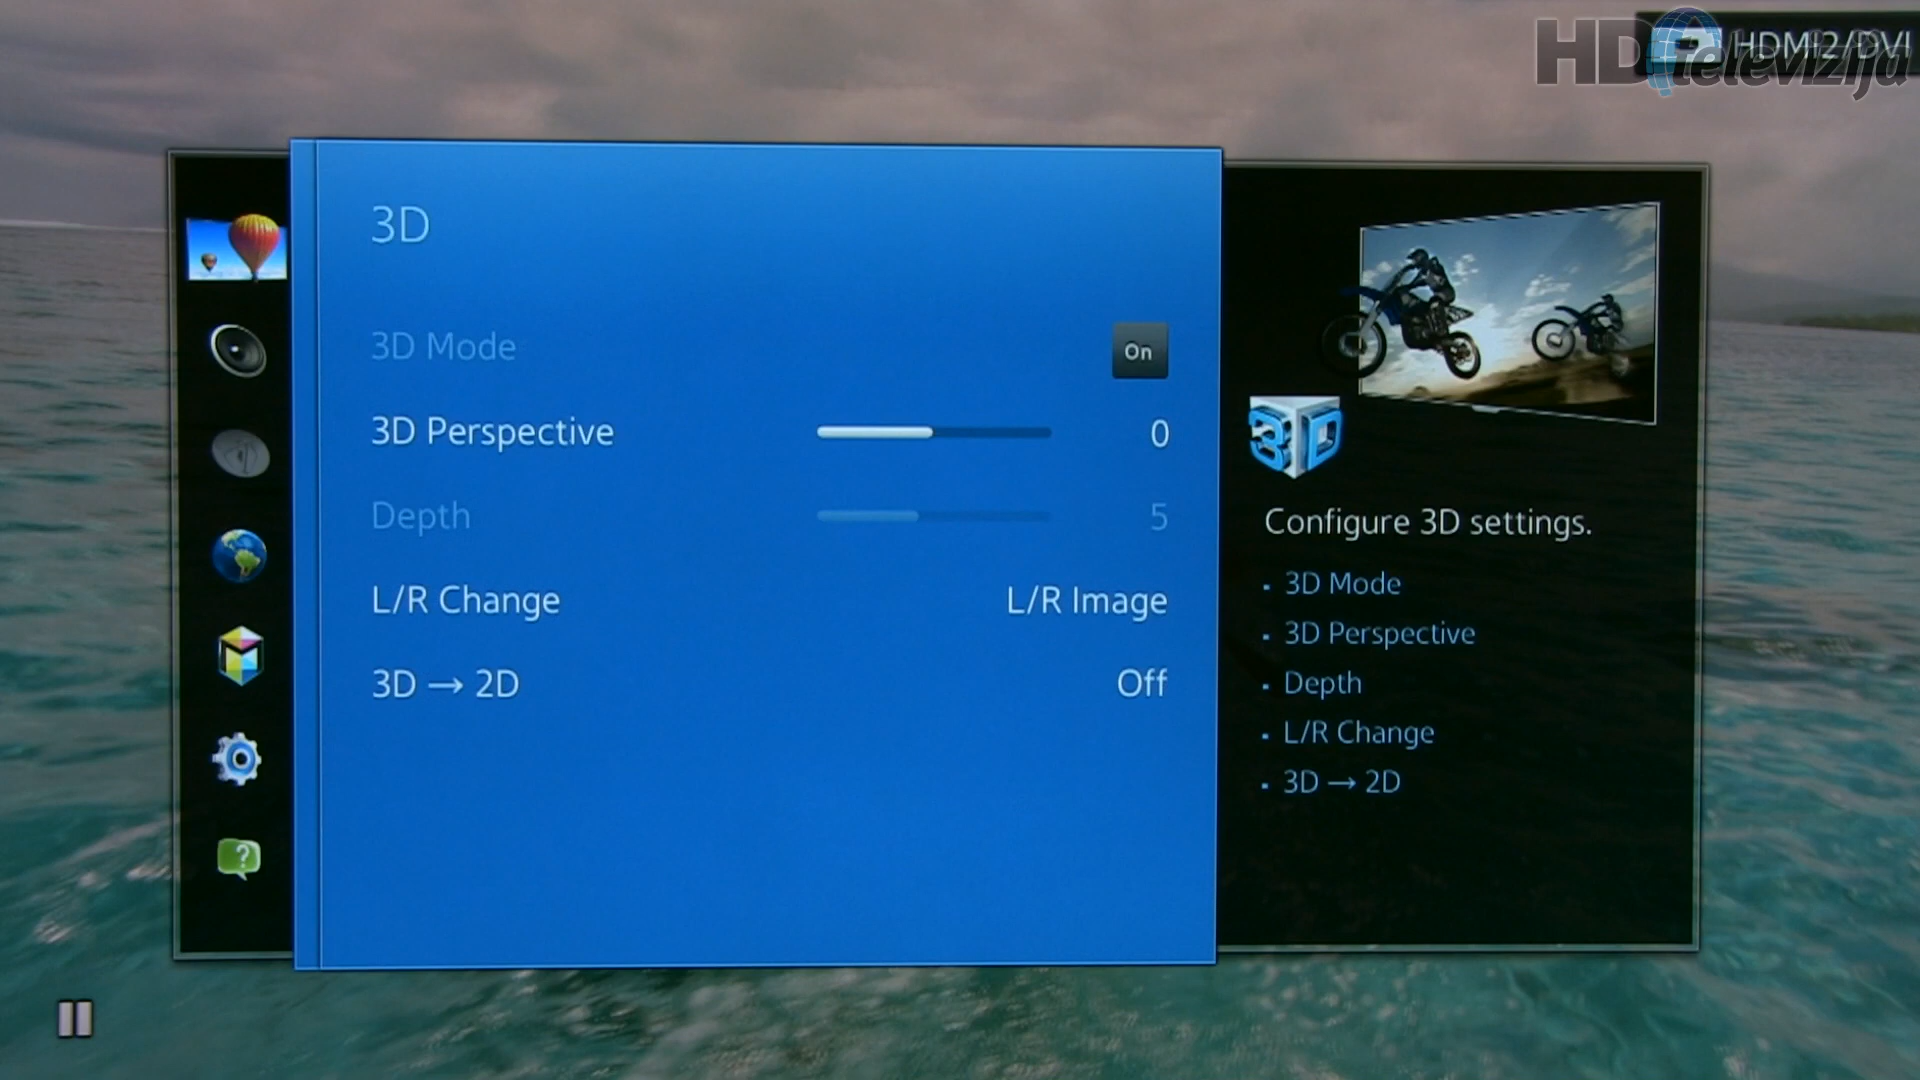 HDMI2/DVI
HD televizija
3D
3D Mode On
3D Perspective 0
Depth 5
L/R Change L/R Image
3D → 2D Off
3D
Configure 3D settings.
· 3D Mode
· 3D Perspective
· Depth
· L/R Change
· 3D → 2D